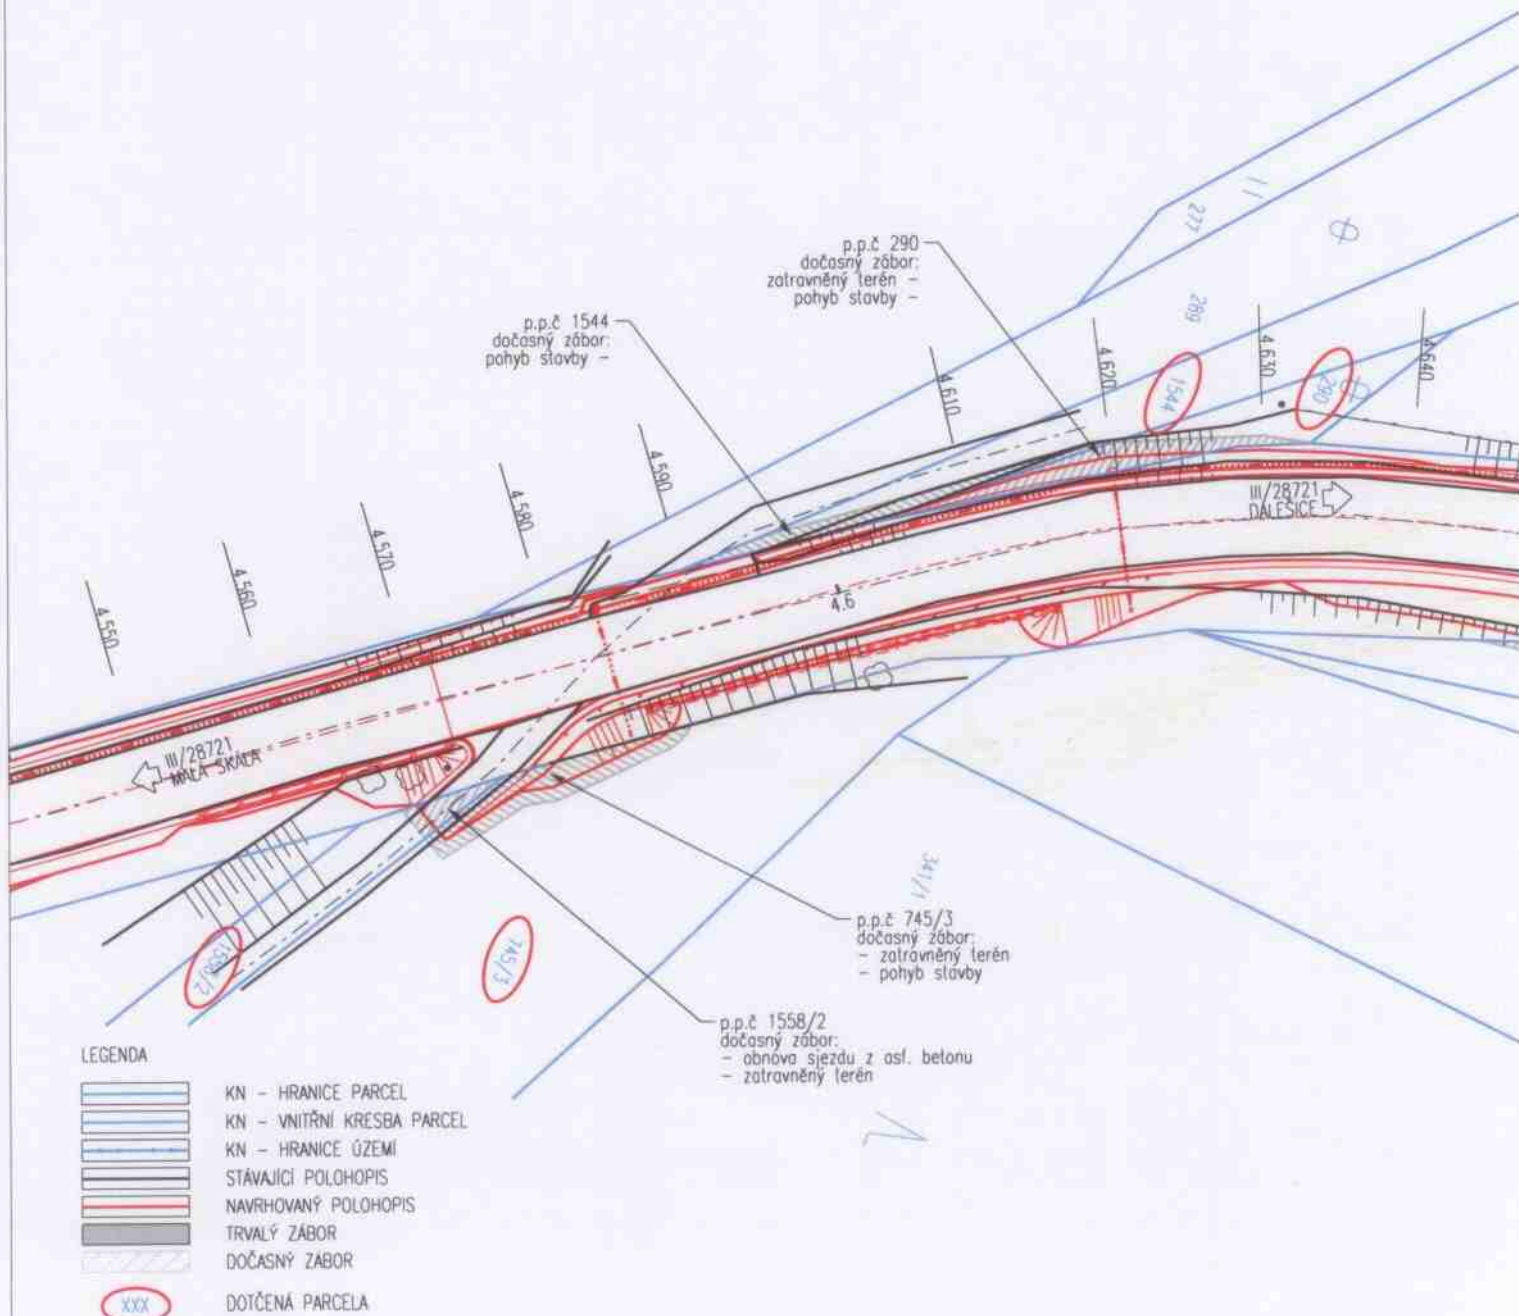 277
p.p.č 290
dočasný zábor:
zatravněný terén –
pohyb stavby –
289
p.p.č 1544
dočasný zábor:
pohyb stavby –
4.550
4.560
4.570
4.580
4.590
4.610
4.620
4.630
4.640
1544
290
III/28721
DALEŠICE
4.6
III/28721
MALÁ SKÁLA
341/1
p.p.č 745/3
dočasný zábor:
– zatravněný terén
– pohyb stavby
1558/2
745/3
p.p.č 1558/2
dočasný zábor:
– obnova sjezdu z asf. betonu
– zatravněný terén
LEGENDA
KN – HRANICE PARCEL
KN – VNITŘNÍ KRESBA PARCEL
KN – HRANICE ÚZEMÍ
STÁVAJÍCÍ POLOHOPIS
NAVRHOVANÝ POLOHOPIS
TRVALÝ ZÁBOR
DOČASNÝ ZÁBOR
XXX DOTČENÁ PARCELA